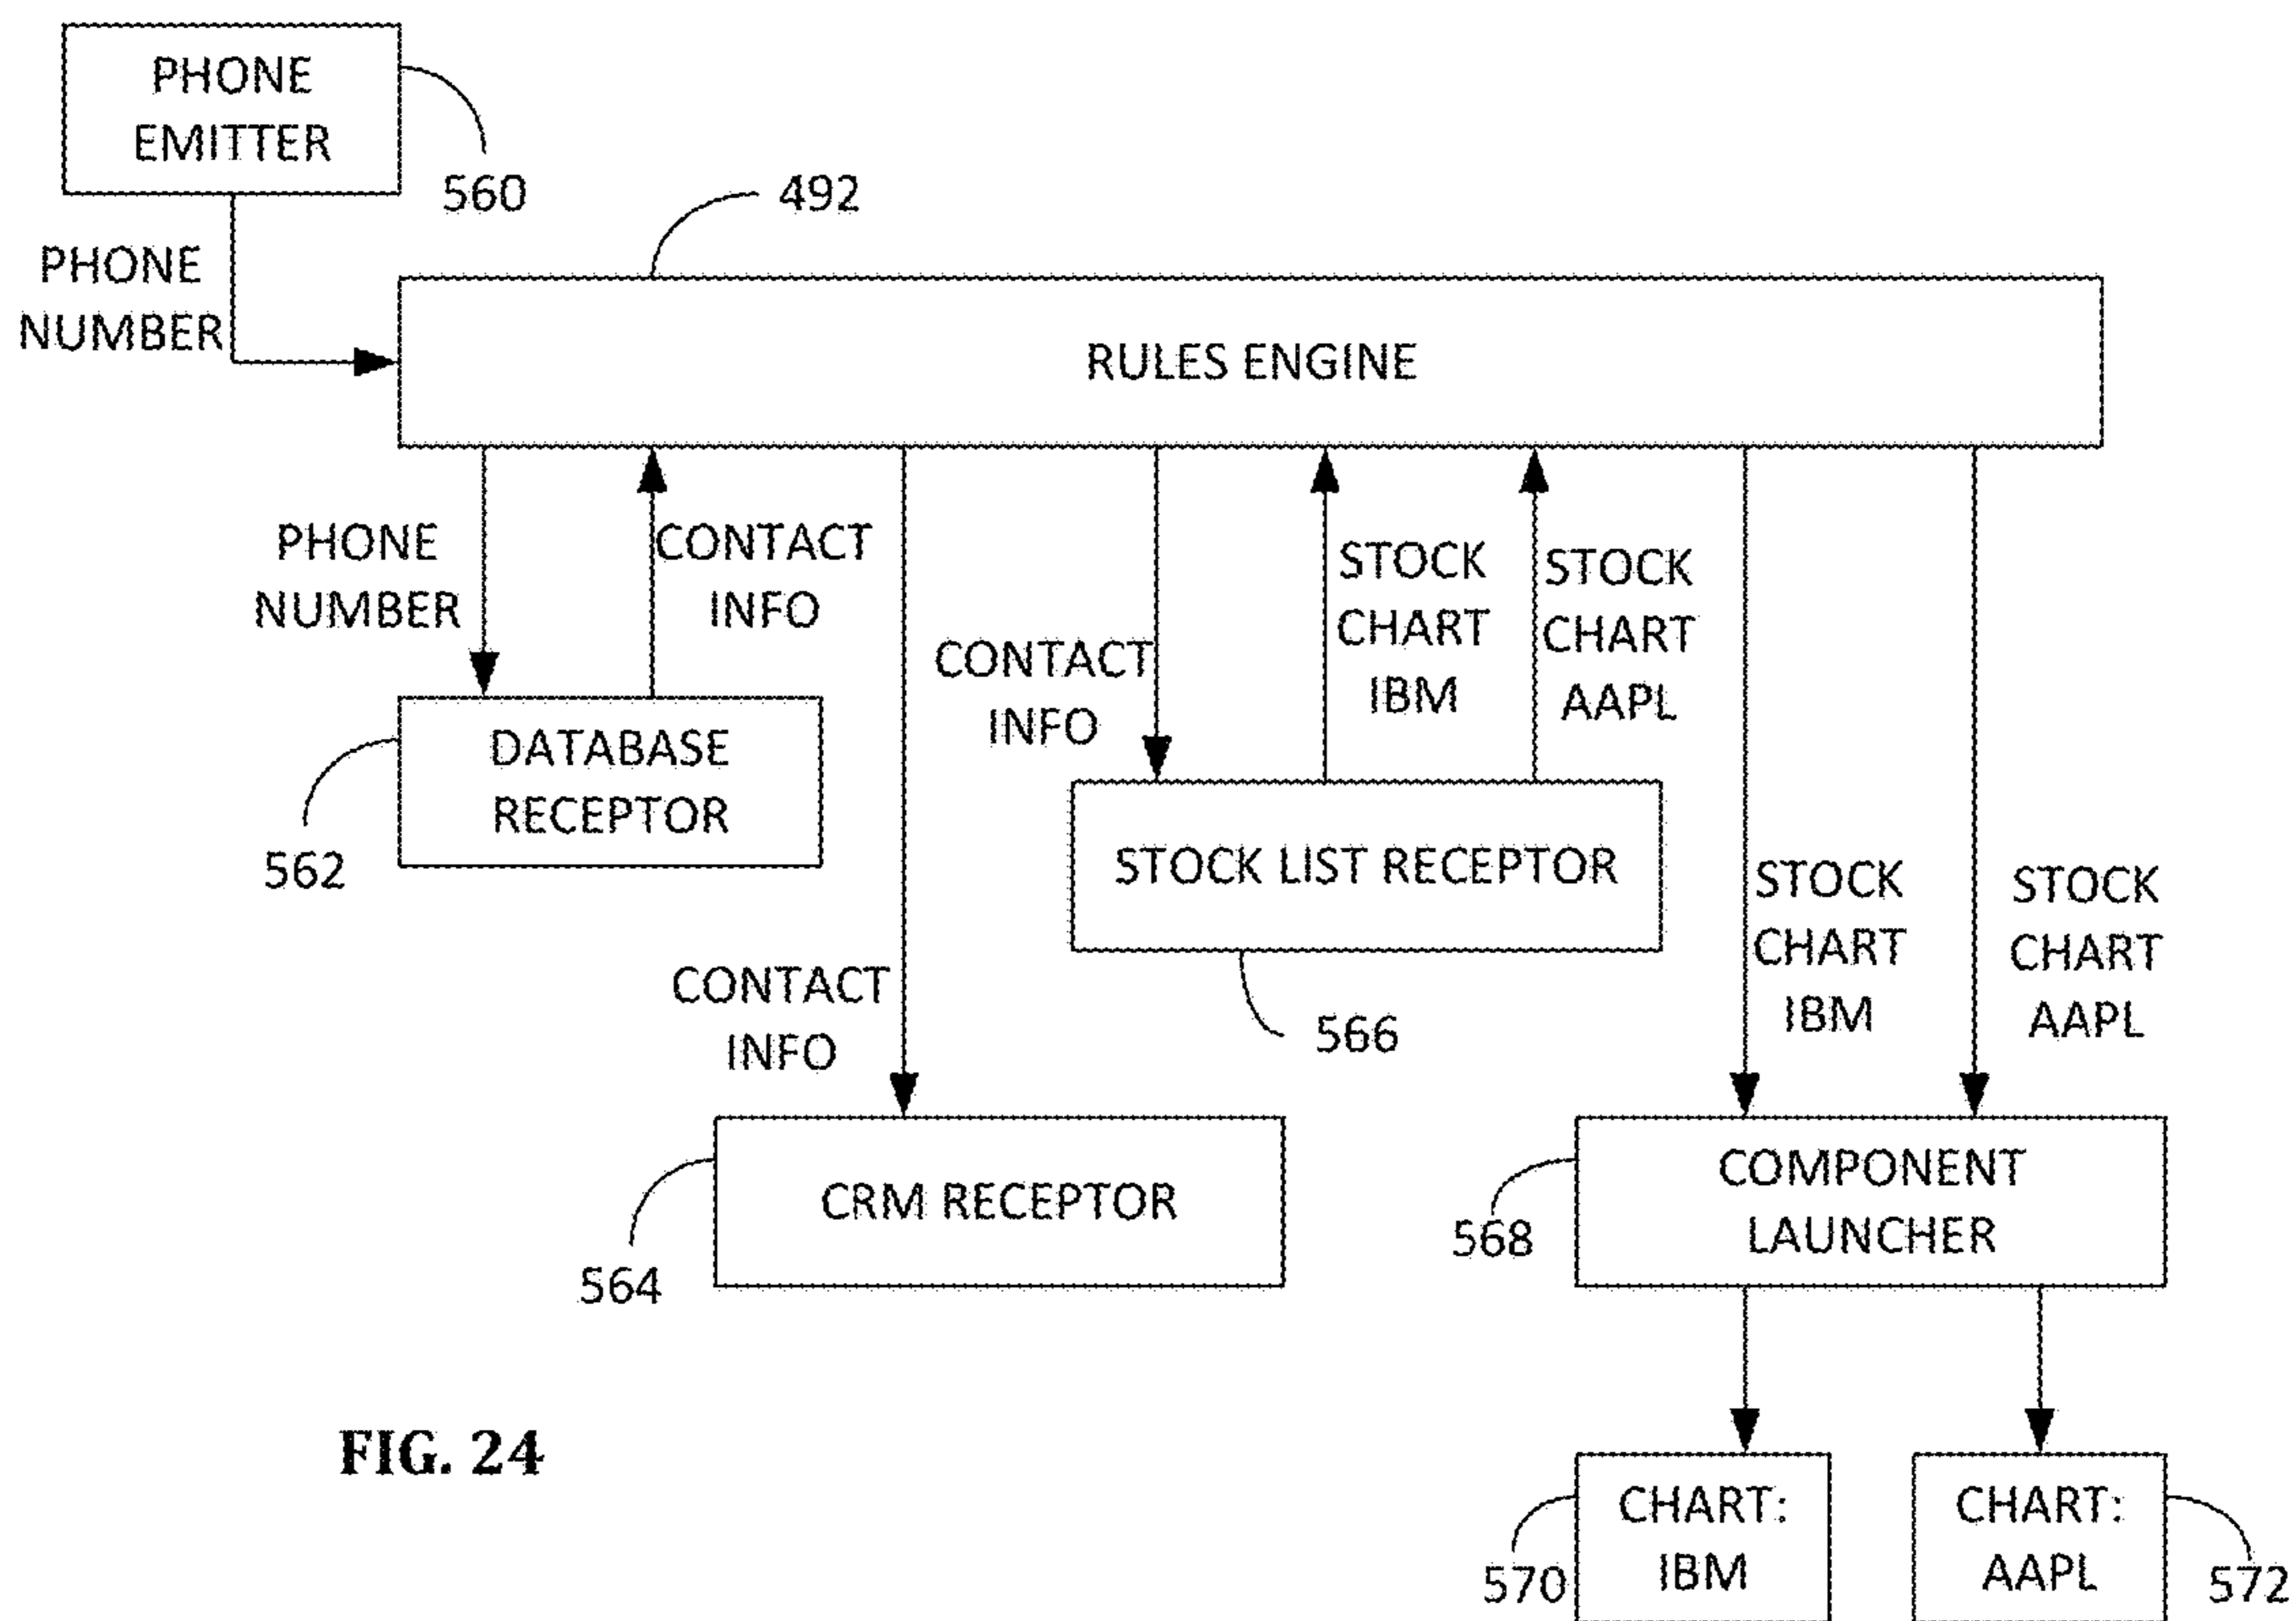 PHONE
EMITTER
560
492
PHONE
NUMBER
RULES ENGINE
PHONE
NUMBER
CONTACT
INFO
CONTACT
INFO
STOCK
CHART
IBM
STOCK
CHART
AAPL
DATABASE
RECEPTOR
562
STOCK LIST RECEPTOR
566
STOCK
CHART
IBM
STOCK
CHART
AAPL
CONTACT
INFO
CRM RECEPTOR
564
COMPONENT
LAUNCHER
568
FIG. 24
CHART:
IBM
570
CHART:
AAPL
572